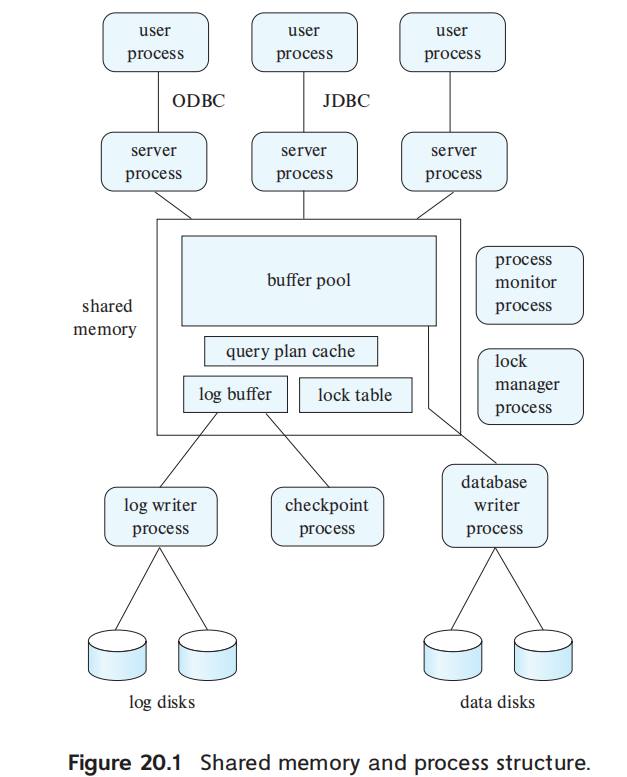 user
process
user
process
user
process
ODBC
JDBC
server
process
server
process
server
process
shared
memory
buffer pool
query plan cache
log buffer
lock table
process
monitor
process
lock
manager
process
log writer
process
checkpoint
process
database
writer
process
log disks
data disks
Figure 20.1 Shared memory and process structure.